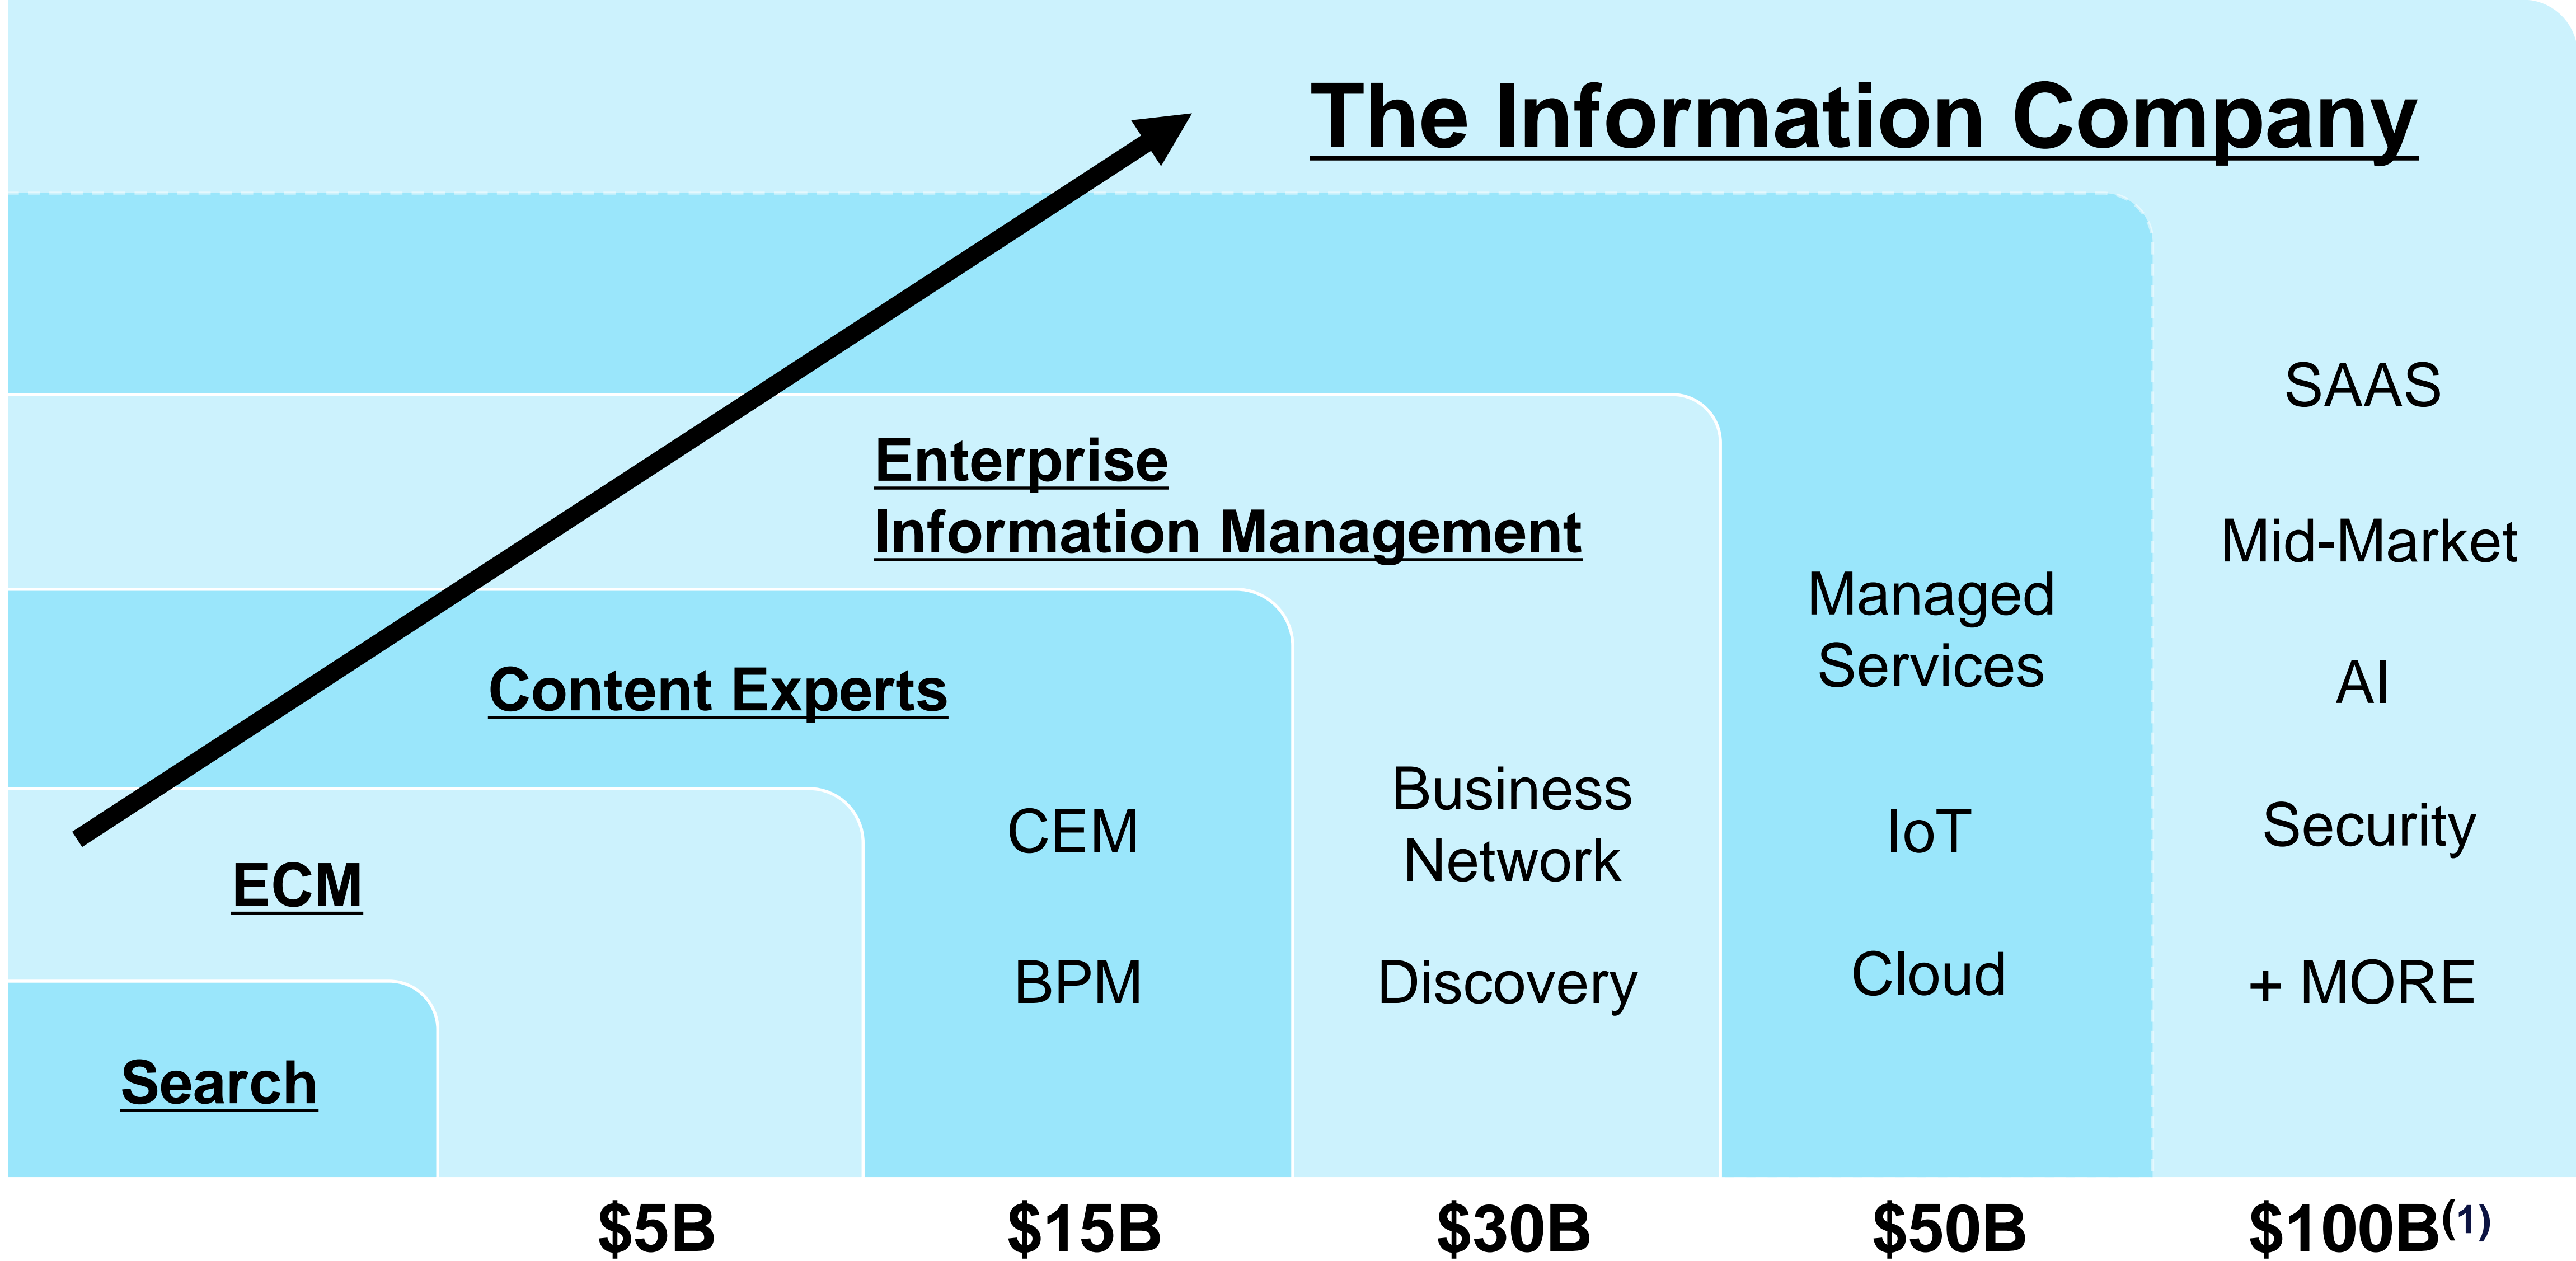 The Information Company
SAAS
Mid-Market
AI
Security
+ MORE
Managed
Services
IoT
Cloud
Enterprise
Information Management
Business
Network
Discovery
Content Experts
CEM
BPM
ECM
Search
$5B
$15B
$30B
$50B
$100B(1)